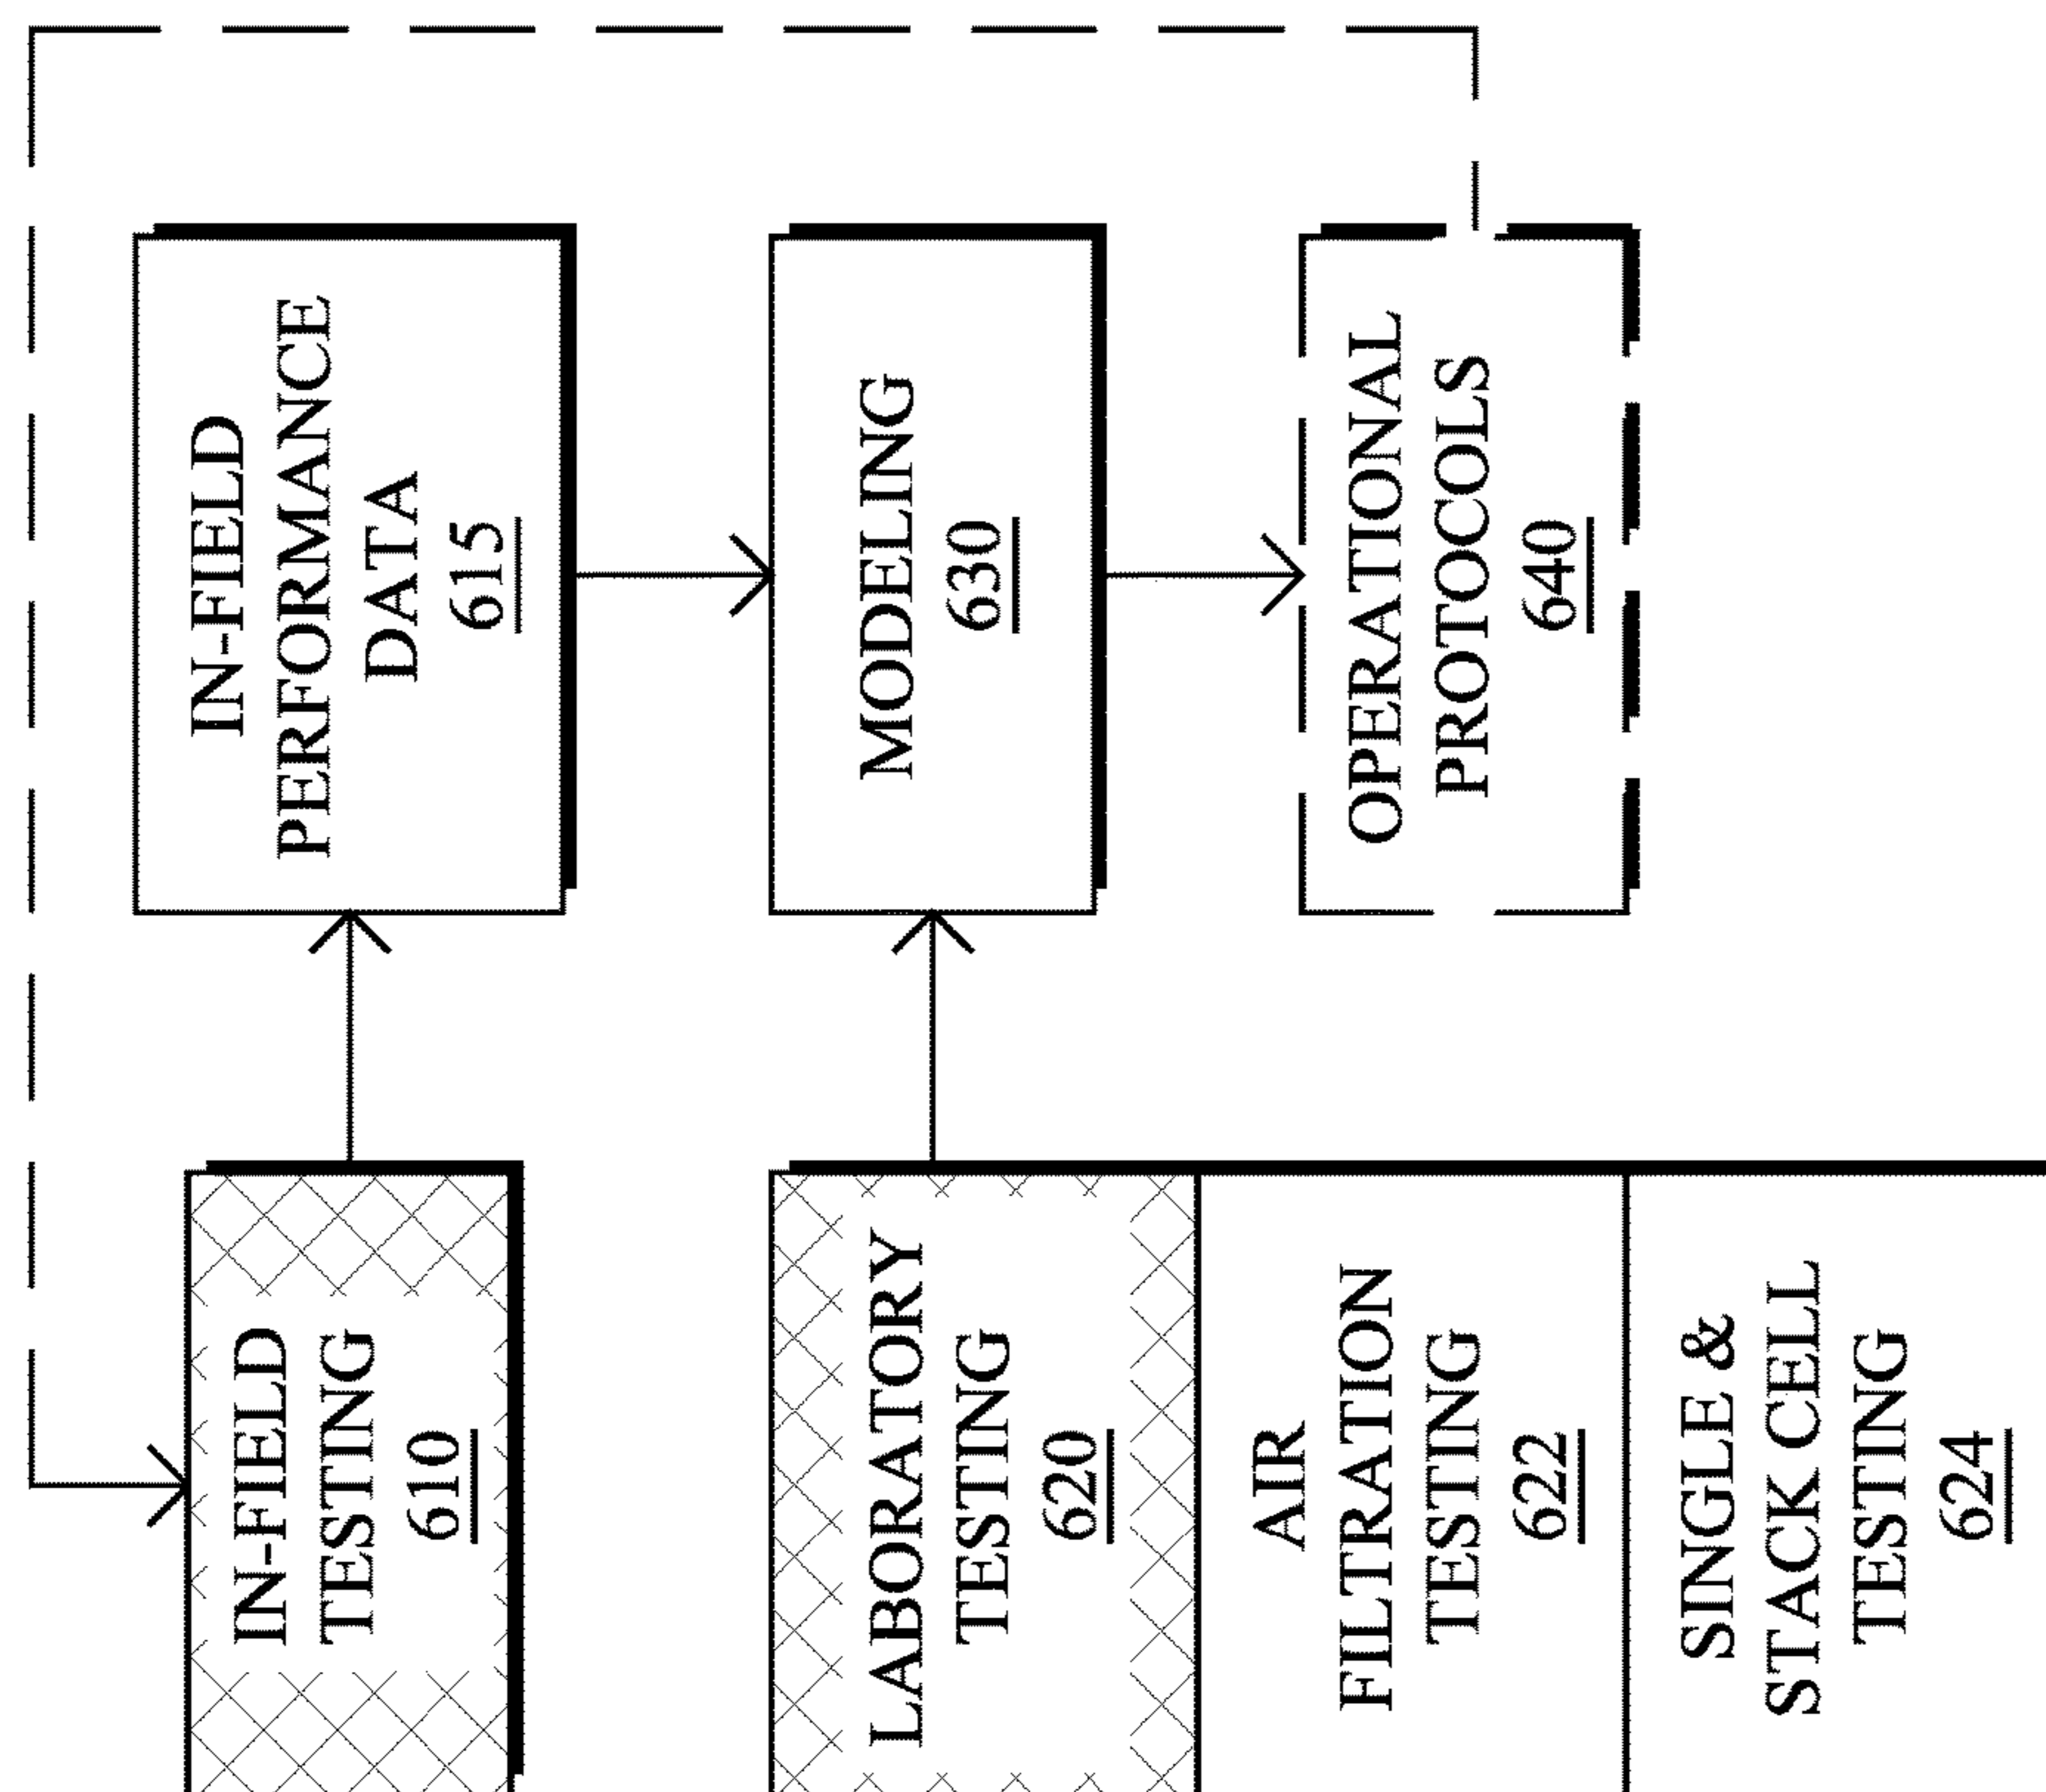 IN-FIELD
TESTING
610
IN-FIELD
PERFORMANCE
DATA
615
LABORATORY
TESTING
620
MODELING
630
AIR
FILTRATION
TESTING
622
OPERATIONAL
PROTOCOLS
640
SINGLE &
STACK CELL
TESTING
624